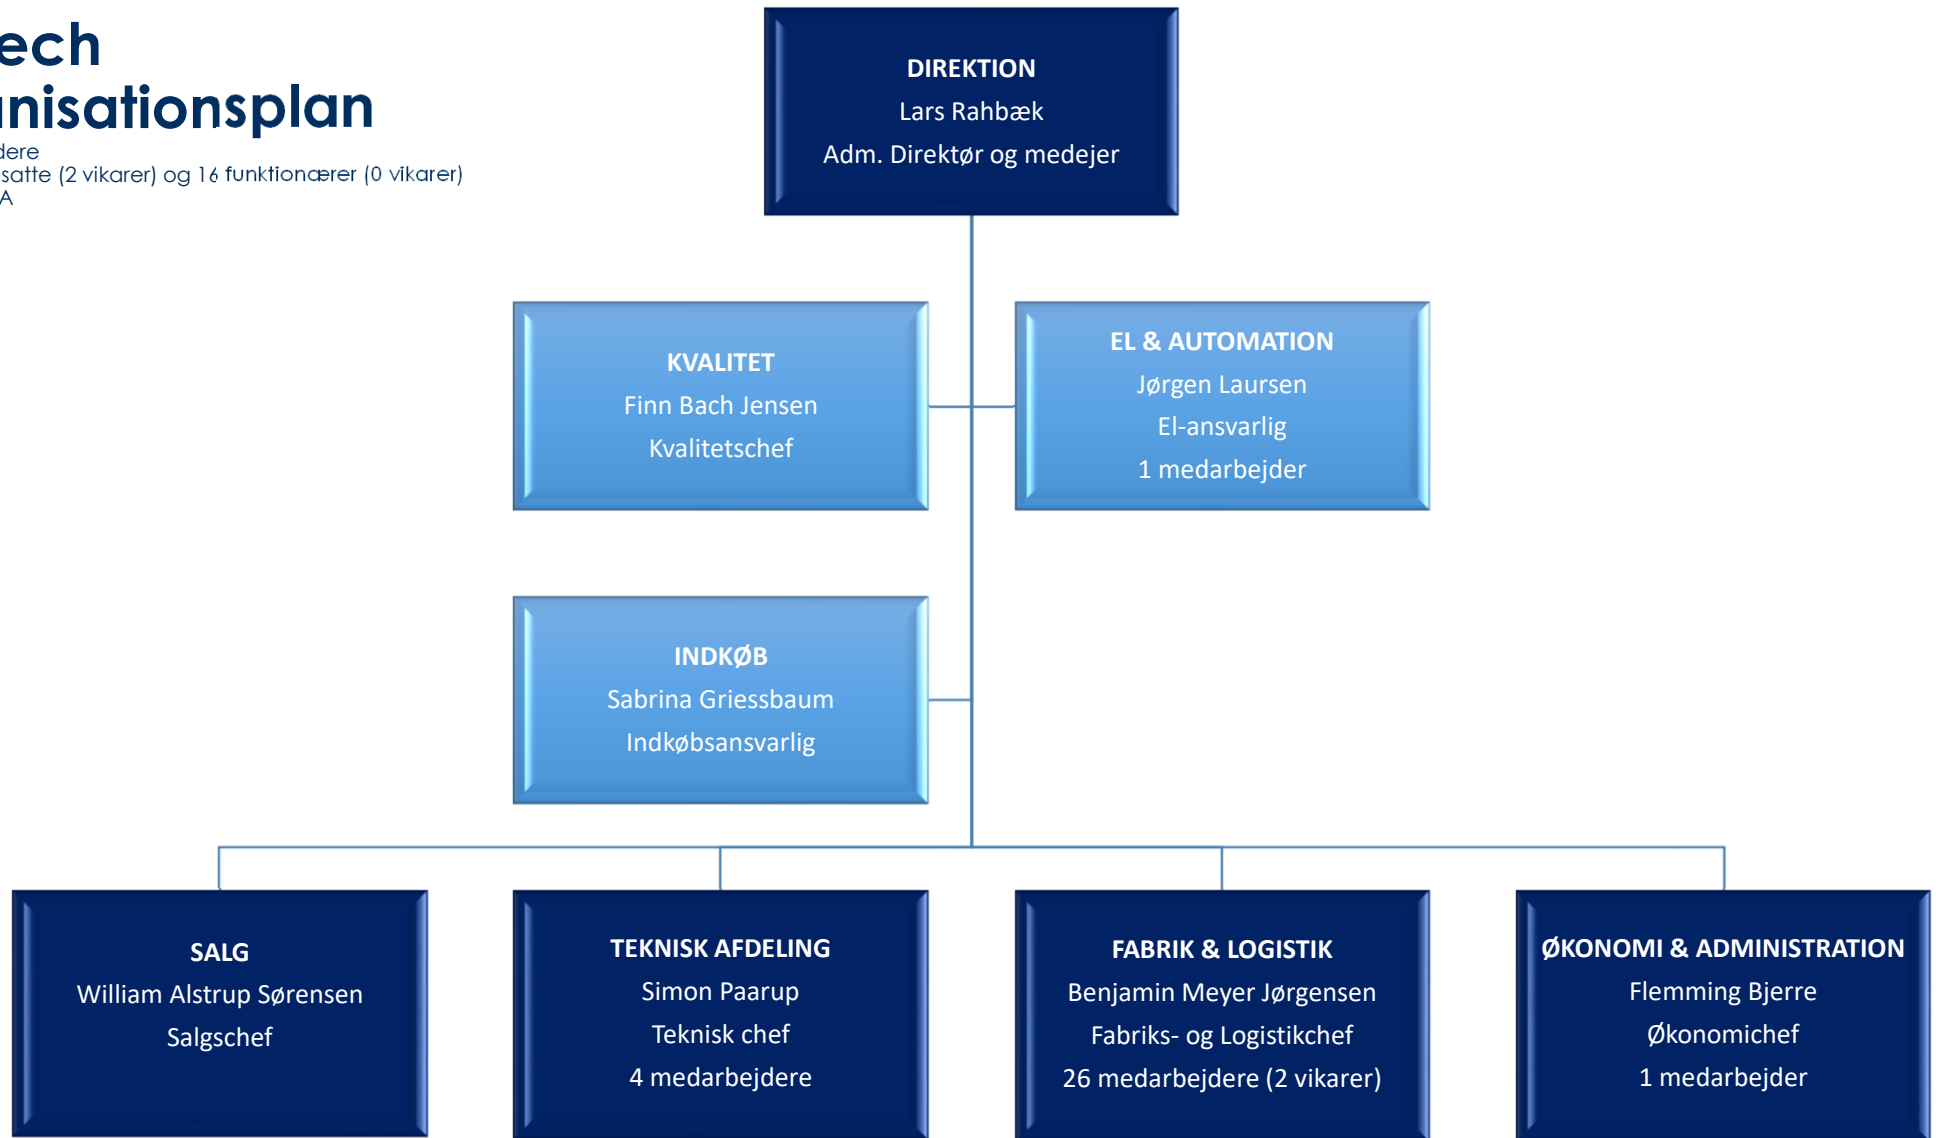 ech
anisationsplan
dere
satte (2 vikarer) og 16 funktionærer (0 vikarer)
A
DIREKTION
Lars Rahbæk
Adm. Direktør og medejer
KVALITET
Finn Bach Jensen
Kvalitetschef
EL & AUTOMATION
Jørgen Laursen
El-ansvarlig
1 medarbejder
INDKØB
Sabrina Griessbaum
Indkøbsansvarlig
SALG
William Alstrup Sørensen
Salgschef
TEKNISK AFDELING
Simon Paarup
Teknisk chef
4 medarbejdere
FABRIK & LOGISTIK
Benjamin Meyer Jørgensen
Fabriks- og Logistikchef
26 medarbejdere (2 vikarer)
ØKONOMI & ADMINISTRATION
Flemming Bjerre
Økonomichef
1 medarbejder